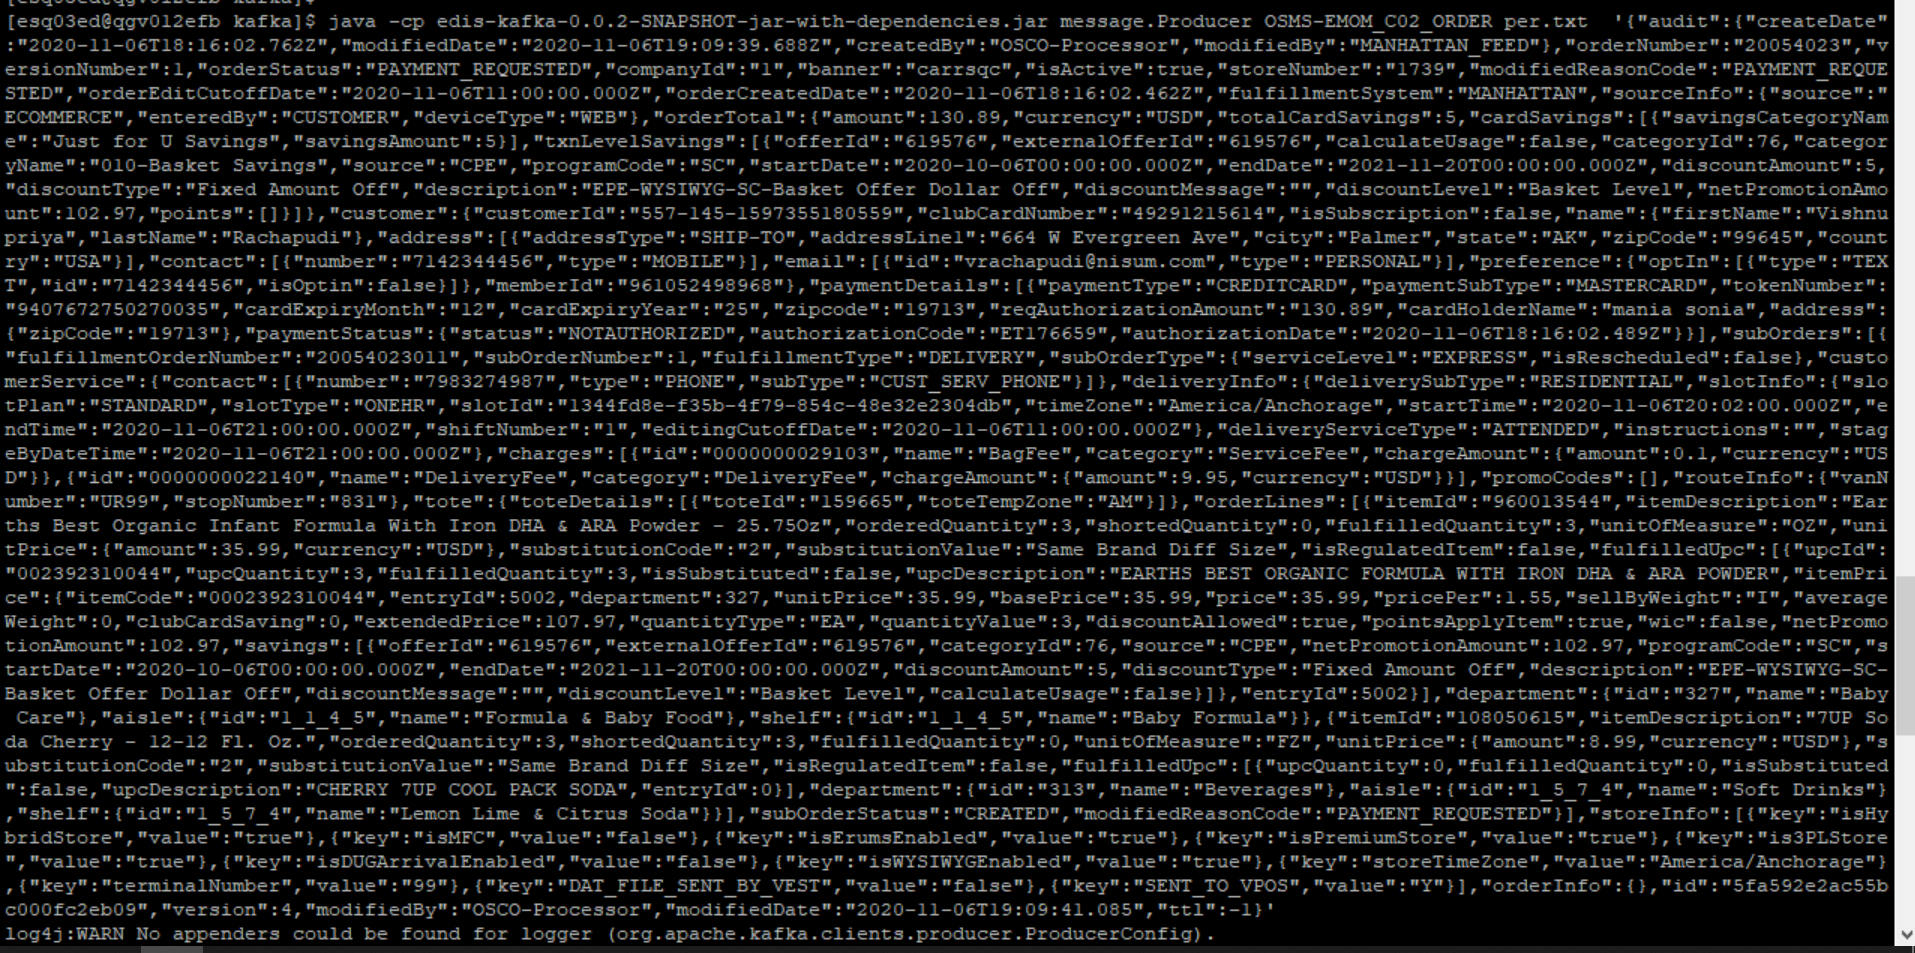 [esq03ed@qgv012efb kafka]$
[esq03ed@qgv012efb kafka]$ java -cp edis-kafka-0.0.2-SNAPSHOT-jar-with-dependencies.jar message.Producer OSMS-EMOM_C02_ORDER per.txt  '{"audit":{"createDate"
:"2020-11-06T18:16:02.762Z","modifiedDate":"2020-11-06T19:09:39.688Z","createdBy":"OSCO-Processor","modifiedBy":"MANHATTAN_FEED"},"orderNumber":"20054023","v
ersionNumber":1,"orderStatus":"PAYMENT_REQUESTED","companyId":"1","banner":"carrsqc","isActive":true,"storeNumber":"1739","modifiedReasonCode":"PAYMENT_REQUE
STED","orderEditCutoffDate":"2020-11-06T11:00:00.000Z","orderCreatedDate":"2020-11-06T18:16:02.462Z","fulfillmentSystem":"MANHATTAN","sourceInfo":{"source":"
ECOMMERCE","enteredBy":"CUSTOMER","deviceType":"WEB"},"orderTotal":{"amount":130.89,"currency":"USD","totalCardSavings":5,"cardSavings":[{"savingsCategoryNam
e":"Just for U Savings","savingsAmount":5}],"txnLevelSavings":[{"offerId":"619576","externalOfferId":"619576","calculateUsage":false,"categoryId":76,"categor
yName":"010-Basket Savings","source":"CPE","programCode":"SC","startDate":"2020-10-06T00:00:00.000Z","endDate":"2021-11-20T00:00:00.000Z","discountAmount":5,
"discountType":"Fixed Amount Off","description":"EPE-WYSIWYG-SC-Basket Offer Dollar Off","discountMessage":"","discountLevel":"Basket Level","netPromotionAmo
unt":102.97,"points":[]}]},"customer":{"customerId":"557-145-1597355180559","clubCardNumber":"49291215614","isSubscription":false,"name":{"firstName":"Vishnu
priya","lastName":"Rachapudi"},"address":[{"addressType":"SHIP-TO","addressLine1":"664 W Evergreen Ave","city":"Palmer","state":"AK","zipCode":"99645","count
ry":"USA"}],"contact":[{"number":"7142344456","type":"MOBILE"}],"email":[{"id":"vrachapudi@nisum.com","type":"PERSONAL"}],"preference":{"optIn":[{"type":"TEX
T","id":"7142344456","isOptin":false}]},"memberId":"961052498968"},"paymentDetails":[{"paymentType":"CREDITCARD","paymentSubType":"MASTERCARD","tokenNumber":
"9407672750270035","cardExpiryMonth":"12","cardExpiryYear":"25","zipcode":"19713","reqAuthorizationAmount":"130.89","cardHolderName":"mania sonia","address":
{"zipCode":"19713"},"paymentStatus":{"status":"NOTAUTHORIZED","authorizationCode":"ET176659","authorizationDate":"2020-11-06T18:16:02.489Z"}}],"subOrders":[{
"fulfillmentOrderNumber":"20054023011","subOrderNumber":1,"fulfillmentType":"DELIVERY","subOrderType":{"serviceLevel":"EXPRESS","isRescheduled":false},"custo
merService":{"contact":[{"number":"7983274987","type":"PHONE","subType":"CUST_SERV_PHONE"}]},"deliveryInfo":{"deliverySubType":"RESIDENTIAL","slotInfo":{"slo
tPlan":"STANDARD","slotType":"ONEHR","slotId":"1344fd8e-f35b-4f79-854c-48e32e2304db","timeZone":"America/Anchorage","startTime":"2020-11-06T20:02:00.000Z","e
ndTime":"2020-11-06T21:00:00.000Z","shiftNumber":"1","editingCutoffDate":"2020-11-06T11:00:00.000Z"},"deliveryServiceType":"ATTENDED","instructions":"","stag
eByDateTime":"2020-11-06T21:00:00.000Z"},"charges":[{"id":"0000000029103","name":"BagFee","category":"ServiceFee","chargeAmount":{"amount":0.1,"currency":"US
D"}},{"id":"0000000022140","name":"DeliveryFee","category":"DeliveryFee","chargeAmount":{"amount":9.95,"currency":"USD"}}],"promoCodes":[],"routeInfo":{"vanN
umber":"UR99","stopNumber":"831"},"tote":{"toteDetails":[{"toteId":"159665","toteTempZone":"AM"}]},"orderLines":[{"itemId":"960013544","itemDescription":"Ear
ths Best Organic Infant Formula With Iron DHA & ARA Powder - 25.75Oz","orderedQuantity":3,"shortedQuantity":0,"fulfilledQuantity":3,"unitOfMeasure":"OZ","uni
tPrice":{"amount":35.99,"currency":"USD"},"substitutionCode":"2","substitutionValue":"Same Brand Diff Size","isRegulatedItem":false,"fulfilledUpc":[{"upcId":
"002392310044","upcQuantity":3,"fulfilledQuantity":3,"isSubstituted":false,"upcDescription":"EARTHS BEST ORGANIC FORMULA WITH IRON DHA & ARA POWDER","itemPri
ce":{"itemCode":"0002392310044","entryId":5002,"department":327,"unitPrice":35.99,"basePrice":35.99,"price":35.99,"pricePer":1.55,"sellByWeight":"I","average
Weight":0,"clubCardSaving":0,"extendedPrice":107.97,"quantityType":"EA","quantityValue":3,"discountAllowed":true,"pointsApplyItem":true,"wic":false,"netPromo
tionAmount":102.97,"savings":[{"offerId":"619576","externalOfferId":"619576","categoryId":76,"source":"CPE","netPromotionAmount":102.97,"programCode":"SC","s
tartDate":"2020-10-06T00:00:00.000Z","endDate":"2021-11-20T00:00:00.000Z","discountAmount":5,"discountType":"Fixed Amount Off","description":"EPE-WYSIWYG-SC-
Basket Offer Dollar Off","discountMessage":"","discountLevel":"Basket Level","calculateUsage":false}]},"entryId":5002}],"department":{"id":"327","name":"Baby
 Care"},"aisle":{"id":"1_1_4_5","name":"Formula & Baby Food"},"shelf":{"id":"1_1_4_5","name":"Baby Formula"}},{"itemId":"108050615","itemDescription":"7UP So
da Cherry - 12-12 Fl. Oz.","orderedQuantity":3,"shortedQuantity":3,"fulfilledQuantity":0,"unitOfMeasure":"FZ","unitPrice":{"amount":8.99,"currency":"USD"},"s
ubstitutionCode":"2","substitutionValue":"Same Brand Diff Size","isRegulatedItem":false,"fulfilledUpc":[{"upcQuantity":0,"fulfilledQuantity":0,"isSubstituted
":false,"upcDescription":"CHERRY 7UP COOL PACK SODA","entryId":0}],"department":{"id":"313","name":"Beverages"},"aisle":{"id":"1_5_7_4","name":"Soft Drinks"}
,"shelf":{"id":"1_5_7_4","name":"Lemon Lime & Citrus Soda"}}],"subOrderStatus":"CREATED","modifiedReasonCode":"PAYMENT_REQUESTED"}],"storeInfo":[{"key":"isHy
bridStore","value":"true"},{"key":"isMFC","value":"false"},{"key":"isErumsEnabled","value":"true"},{"key":"isPremiumStore","value":"true"},{"key":"is3PLStore
","value":"true"},{"key":"isDUGArrivalEnabled","value":"false"},{"key":"isWYSIWYGEnabled","value":"true"},{"key":"storeTimeZone","value":"America/Anchorage"}
,{"key":"terminalNumber","value":"99"},{"key":"DAT_FILE_SENT_BY_VEST","value":"false"},{"key":"SENT_TO_VPOS","value":"Y"}],"orderInfo":{},"id":"5fa592e2ac55b
c000fc2eb09","version":4,"modifiedBy":"OSCO-Processor","modifiedDate":"2020-11-06T19:09:41.085","ttl":-1}'
log4j:WARN No appenders could be found for logger (org.apache.kafka.clients.producer.ProducerConfig).